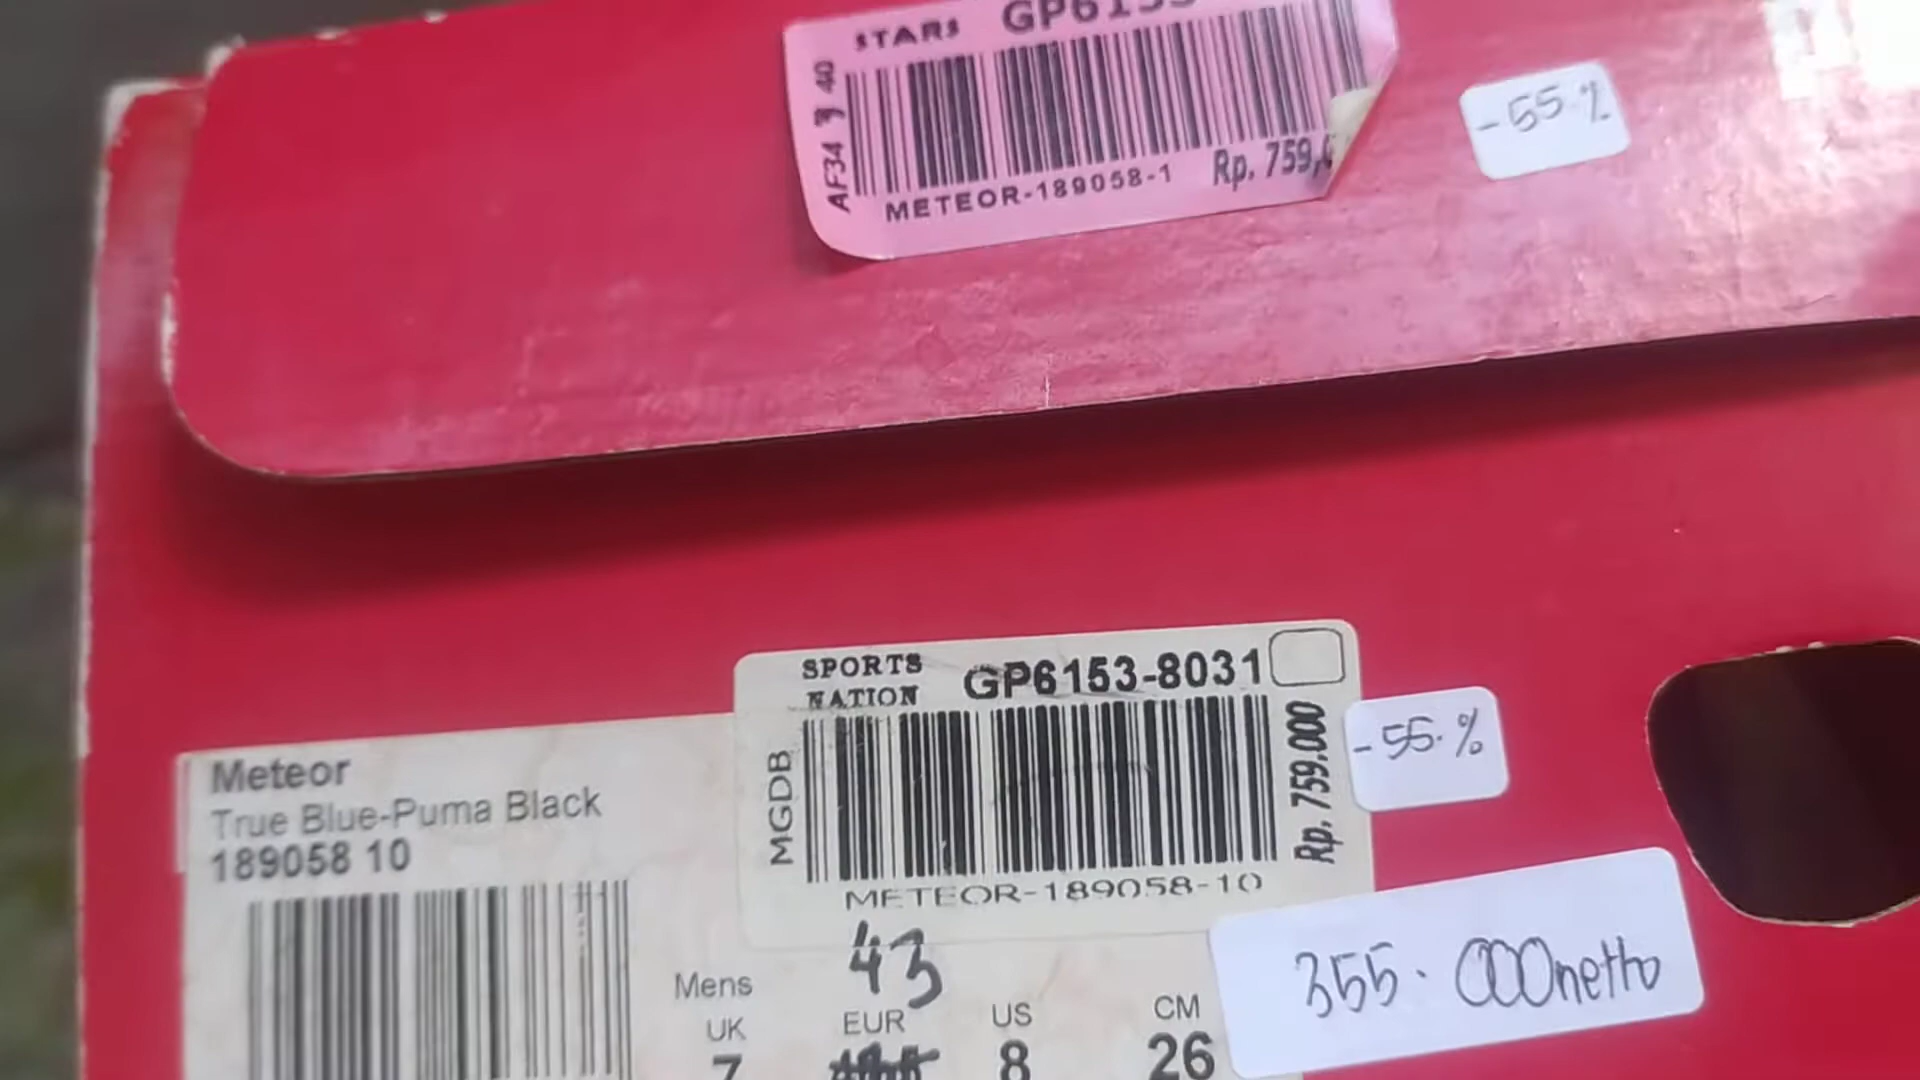 STARS
AF34 40
METEOR-189058-1
Rp. 759,
-55%
SPORTS NATION
GP6153-8031
MGDB
Rp. 759.000
METEOR-189058-10
-55.%
Meteor
True Blue-Puma Black
189058 10
43
Mens
UK EUR US CM
7 8 26
355.000netto